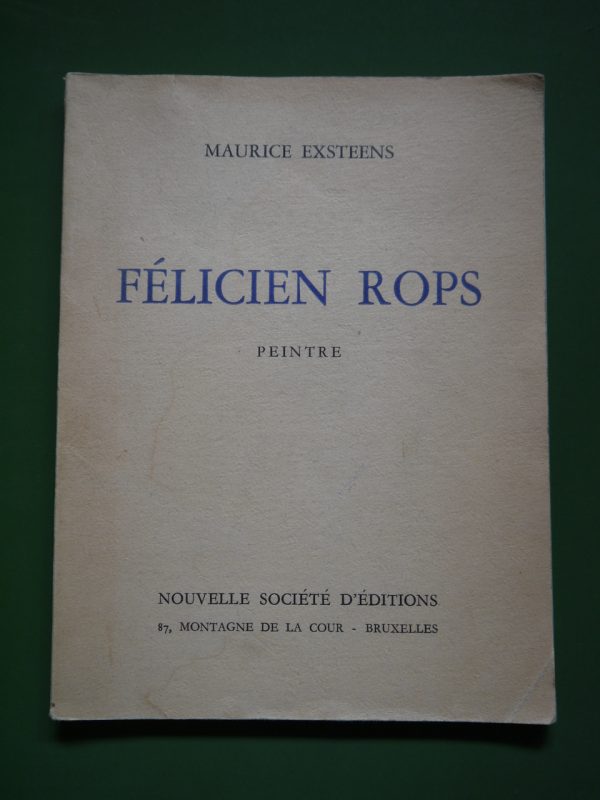 MAURICE EXSTEENS
FÉLICIEN ROPS
PEINTRE
NOUVELLE SOCIÉTÉ D'ÉDITIONS
87, MONTAGNE DE LA COUR - BRUXELLES